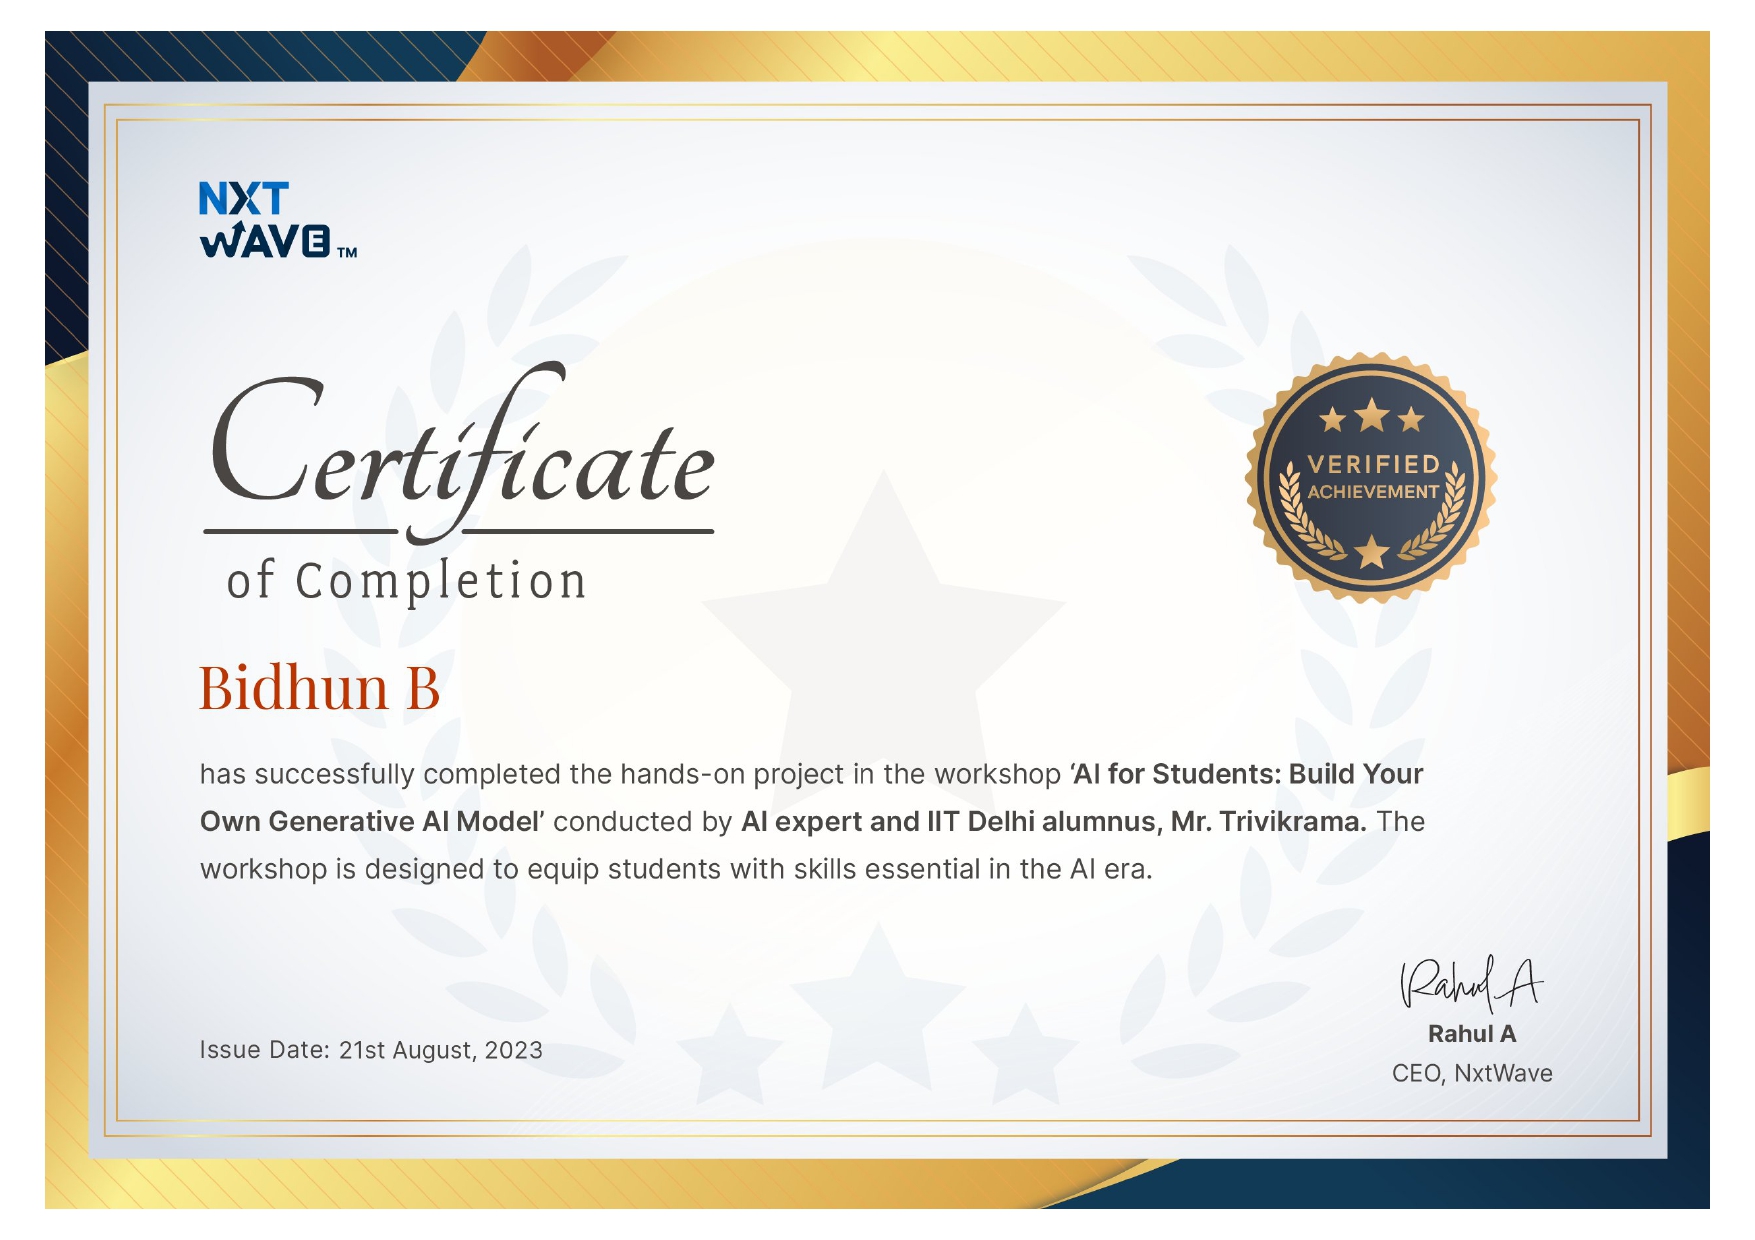 NXT
WAVE TM
VERIFIED
ACHIEVEMENT
Certificate
of Completion
Bidhun B
has successfully completed the hands-on project in the workshop ‘AI for Students: Build Your
Own Generative AI Model’ conducted by AI expert and IIT Delhi alumnus, Mr. Trivikrama. The
workshop is designed to equip students with skills essential in the AI era.
Rahul A
Rahul A
CEO, NxtWave
Issue Date: 21st August, 2023